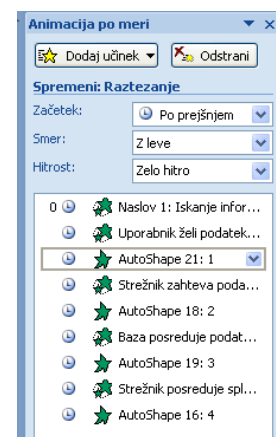 Animacija po meri
Dodaj učinek Odstrani
Spremeni: Raztezanje
Začetek: Po prejšnjem
Smer: Z leve
Hitrost: Zelo hitro
0 Naslov 1: Iskanje infor...
Uporabnik želi podatek...
AutoShape 21: 1
Strežnik zahteva poda...
AutoShape 18: 2
Baza posreduje podat...
AutoShape 19: 3
Strežnik posreduje spl...
AutoShape 16: 4